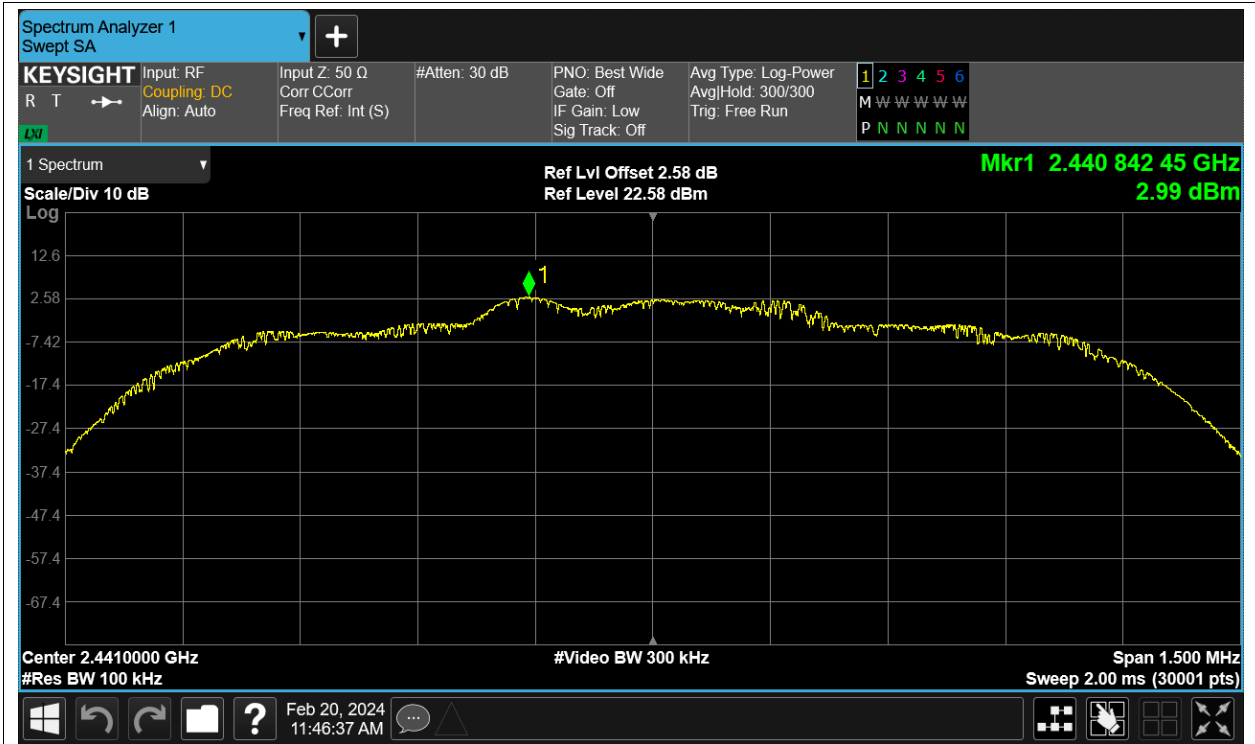 Spectrum Analyzer 1
Swept SA
KEYSIGHT
R T
LXI
Input: RF
Coupling: DC
Align: Auto
Input Z: 50 Ω
Corr CCorr
Freq Ref: Int (S)
#Atten: 30 dB
PNO: Best Wide
Gate: Off
IF Gain: Low
Sig Track: Off
Avg Type: Log-Power
Avg|Hold: 300/300
Trig: Free Run
1 2 3 4 5 6
M W W W W W
P N N N N N
1 Spectrum
Scale/Div 10 dB
Log
Ref Lvl Offset 2.58 dB
Ref Level 22.58 dBm
Mkr1 2.440 842 45 GHz
2.99 dBm
1
12.6
2.58
-7.42
-17.4
-27.4
-37.4
-47.4
-57.4
-67.4
Center 2.4410000 GHz
#Res BW 100 kHz
#Video BW 300 kHz
Span 1.500 MHz
Sweep 2.00 ms (30001 pts)
?
Feb 20, 2024
11:46:37 AM